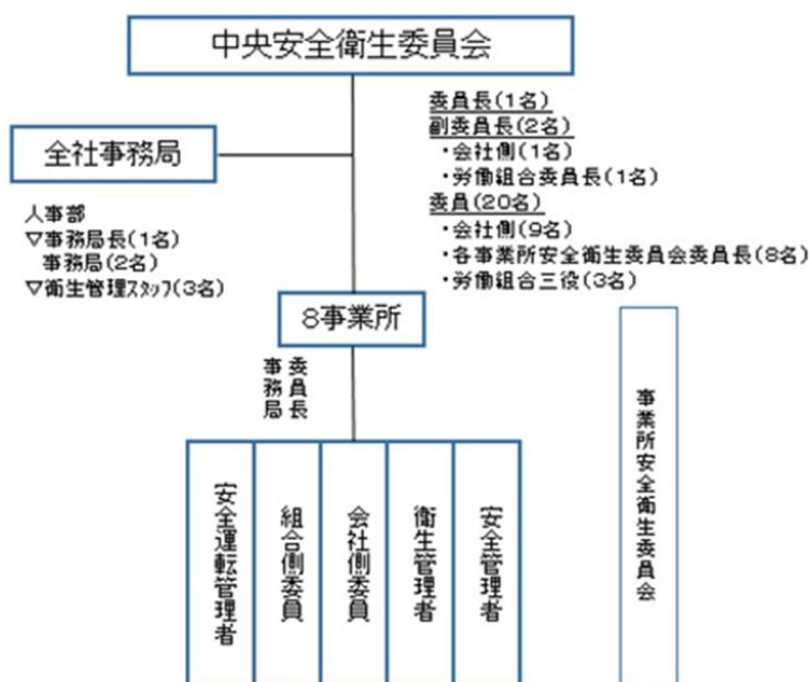 中央安全衛生委員会
全社事務局
人事部
▽事務局長(1名)
事務局(2名)
▽衛生管理スタッフ(3名)
委員長(1名)
副委員長(2名)
・会社側(1名)
・労働組合委員長(1名)
委員(20名)
・会社側(9名)
・各事業所安全衛生委員会委員長(8名)
・労働組合三役(3名)
8事業所
委員長
事務局
事業所安全衛生委員会
安全管理者
衛生管理者
会社側委員
組合側委員
安全運転管理者